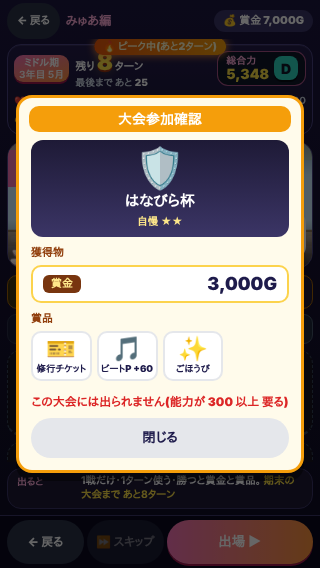 ← 戻る
みゅあ編
💰 賞金 7,000G
🔥 ピーク中(あと2ターン)
ミドル期
3年目 5月
残り8ターン
最後まで あと 25
総合力
5,348
D
大会参加確認
はなびら杯
自慢 ★★
獲得物
賞金
3,000G
賞品
修行チケット
ビートP +60
ごほうび
この大会には出られません(能力が 300 以上 要る)
閉じる
出ると
1戦だけ・1ターン使う・勝つと賞金と賞品。期末の
大会まで あと8ターン
← 戻る
⏩ スキップ
出場 ▶